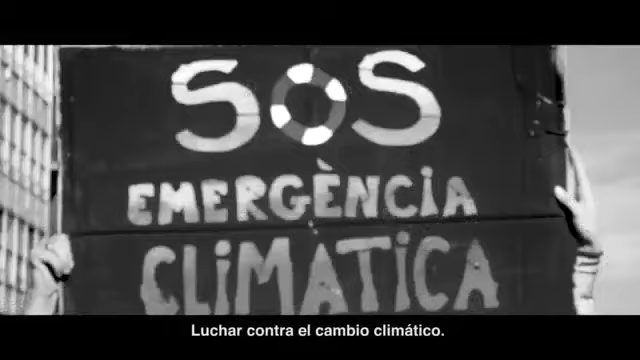 SOS
EMERGÈNCIA
CLIMÀTICA
Luchar contra el cambio climático.